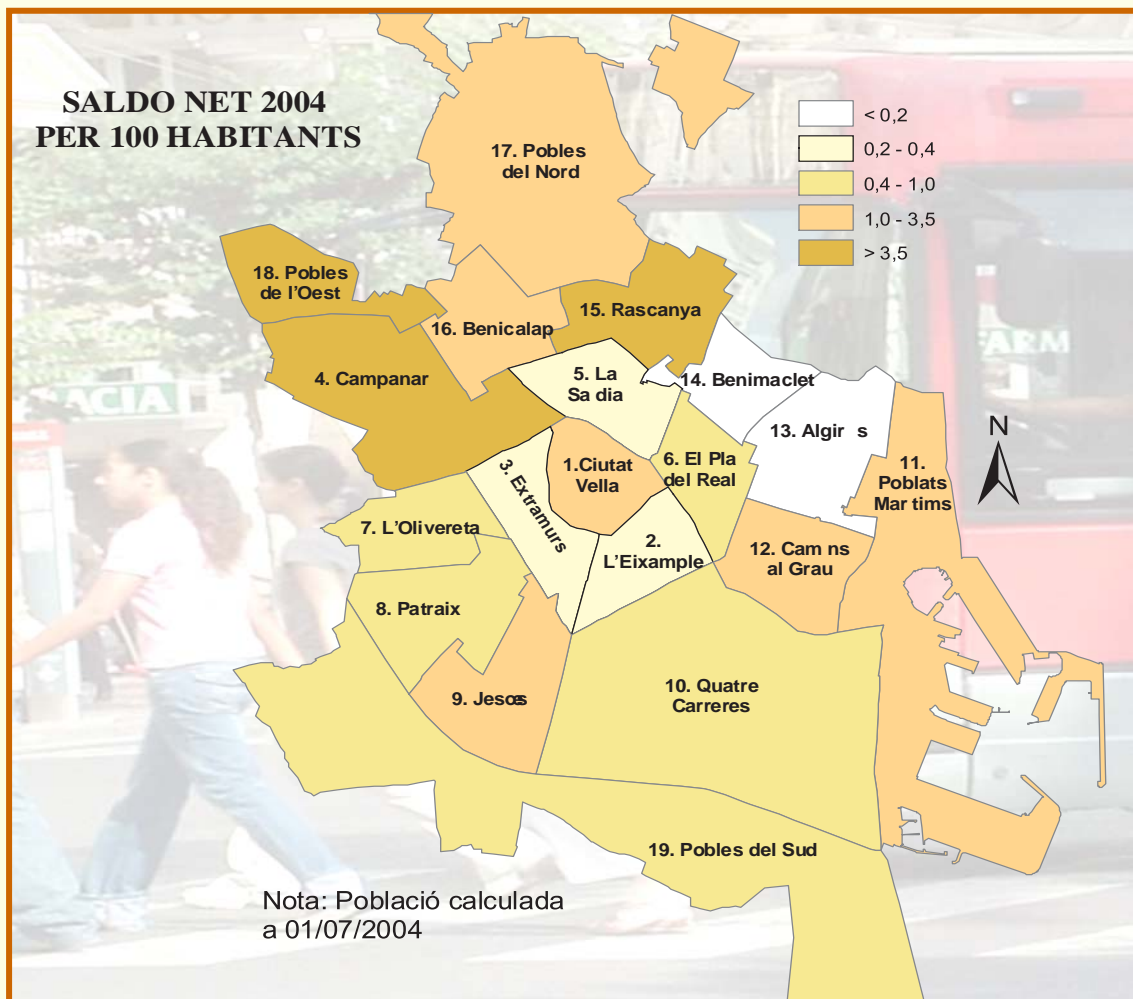 SALDO NET 2004
PER 100 HABITANTS
< 0,2
0,2 - 0,4
0,4 - 1,0
1,0 - 3,5
> 3,5
17. Pobles
del Nord
18. Pobles
de l'Oest
16. Benicalap
15. Rascanya
4. Campanar
5. La
Sa dia
14. Benimaclet
13. Algir s
6. El Pla
del Real
1.Ciutat
Vella
3. Extramurs
11.
Poblats
Mar tims
N
7. L'Olivereta
2.
L'Eixample
12. Cam ns
al Grau
8. Patraix
9. Jesœs
10. Quatre
Carreres
19. Pobles del Sud
Nota: Població calculada
a 01/07/2004
FARM
ACIA